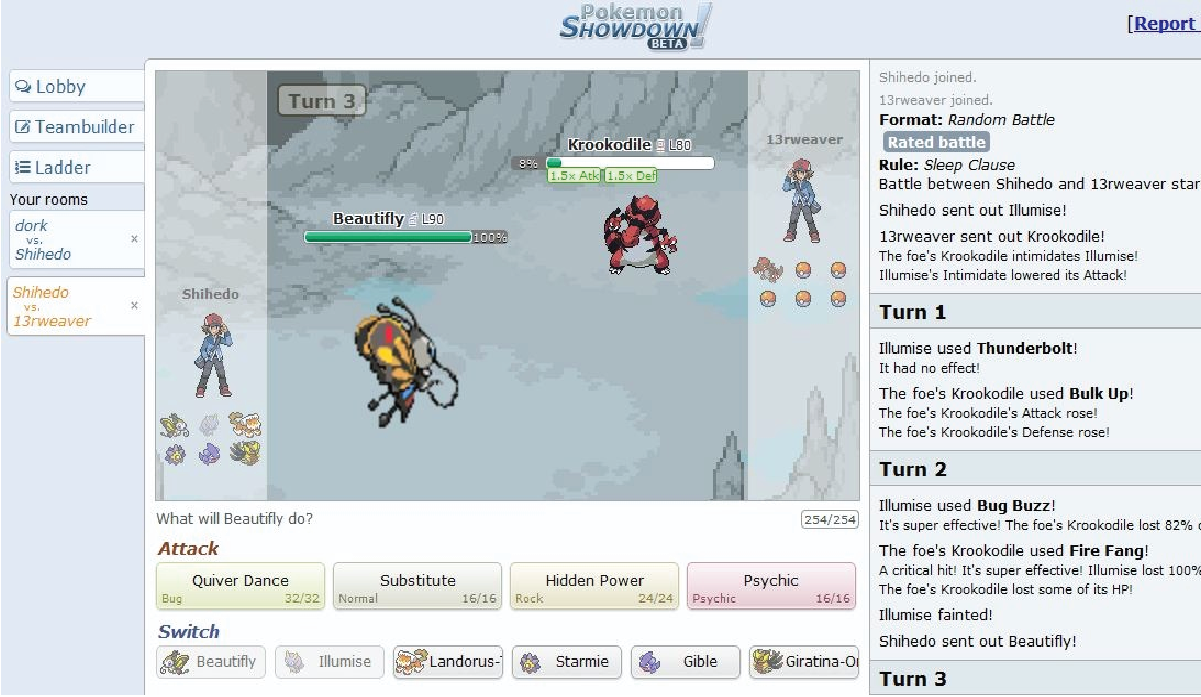 Pokemon
SHOWDOWN!
BETA
[Report
Lobby
Teambuilder
Ladder
Your rooms
dork
vs.
Shihedo
x
Shihedo
vs.
13rweaver
x
Turn 3
Krookodile L80
8%
1.5x Atk 1.5x Def
Beautifly L90
100%
Shihedo
13rweaver
What will Beautifly do?
254/254
Attack
Quiver Dance
Bug 32/32
Substitute
Normal 16/16
Hidden Power
Rock 24/24
Psychic
Psychic 16/16
Switch
Beautifly
Illumise
Landorus-T
Starmie
Gible
Giratina-Or
Shihedo joined.
13rweaver joined.
Format: Random Battle
Rated battle
Rule: Sleep Clause
Battle between Shihedo and 13rweaver star
Shihedo sent out Illumise!
13rweaver sent out Krookodile!
The foe's Krookodile intimidates Illumise!
Illumise's Intimidate lowered its Attack!
Turn 1
Illumise used Thunderbolt!
It had no effect!
The foe's Krookodile used Bulk Up!
The foe's Krookodile's Attack rose!
The foe's Krookodile's Defense rose!
Turn 2
Illumise used Bug Buzz!
It's super effective! The foe's Krookodile lost 82%
The foe's Krookodile used Fire Fang!
A critical hit! It's super effective! Illumise lost 100%
The foe's Krookodile lost some of its HP!
Illumise fainted!
Shihedo sent out Beautifly!
Turn 3